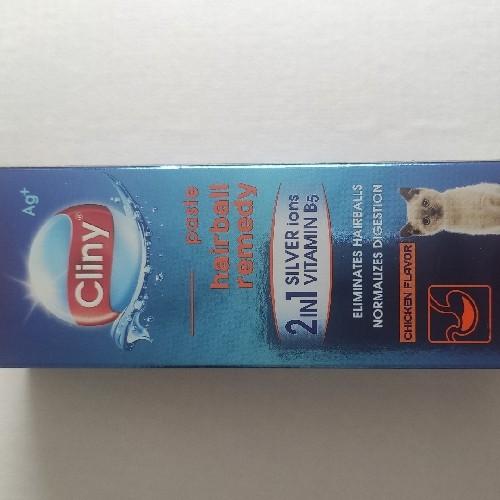 Ag+
Cliny®
paste
hairball
remedy
2in1
SILVER ions
VITAMIN B5
ELIMINATES HAIRBALLS
NORMALIZES DIGESTION
CHICKEN FLAVOR